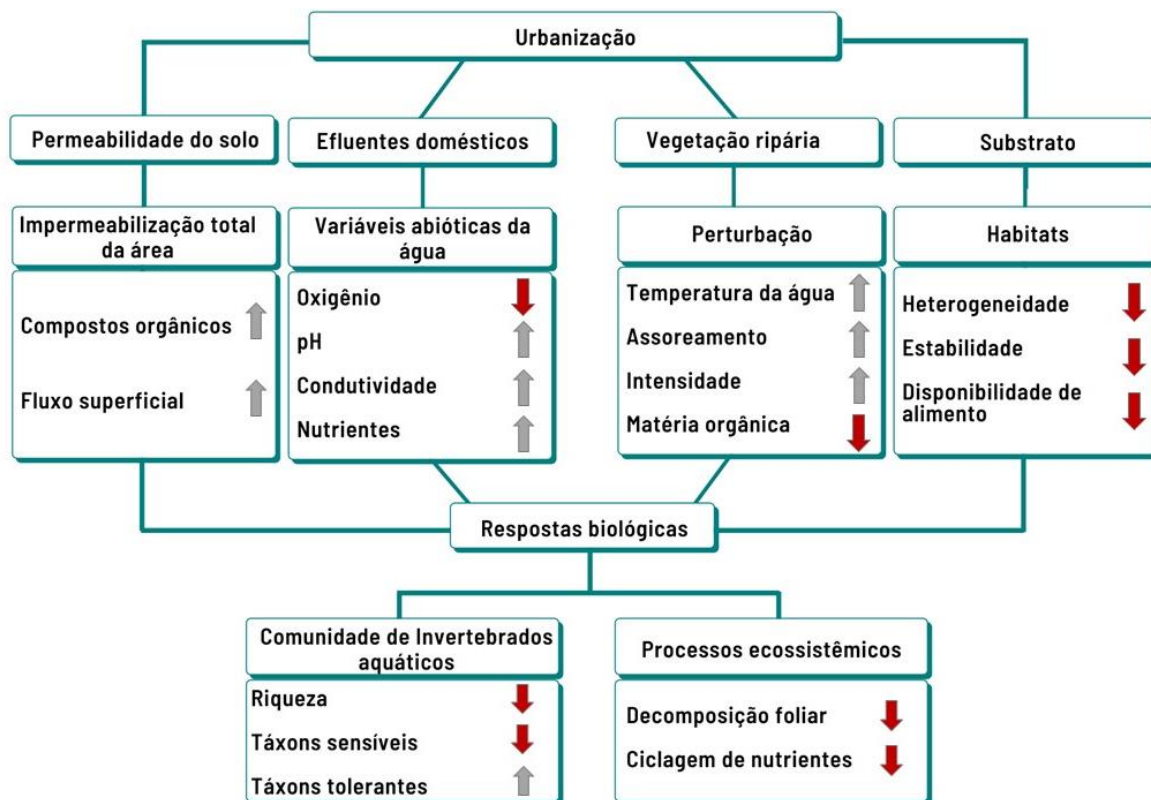 Urbanização
Permeabilidade do solo
Efluentes domésticos
Vegetação ripária
Substrato
Impermeabilização total
da área
Variáveis abióticas da
água
Perturbação
Habitats
Compostos orgânicos
Fluxo superficial
Oxigênio
pH
Condutividade
Nutrientes
Temperatura da água
Assoreamento
Intensidade
Matéria orgânica
Heterogeneidade
Estabilidade
Disponibilidade de
alimento
Respostas biológicas
Comunidade de Invertebrados
aquáticos
Riqueza
Táxons sensíveis
Táxons tolerantes
Processos ecossistêmicos
Decomposição foliar
Ciclagem de nutrientes